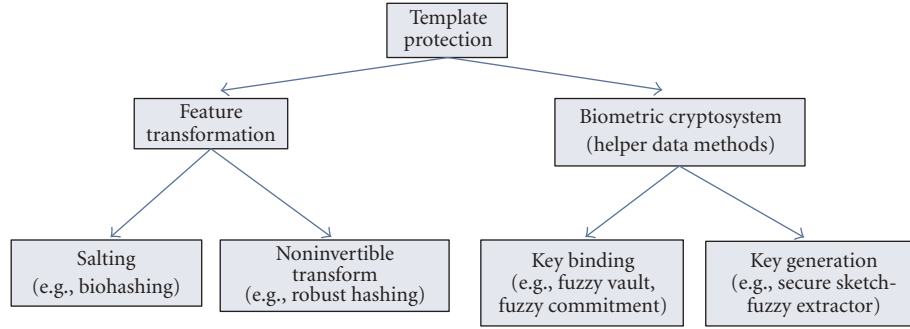 Template
protection
Feature
transformation
Biometric cryptosystem
(helper data methods)
Salting
(e.g., biohashing)
Noninvertible
transform
(e.g., robust hashing)
Key binding
(e.g., fuzzy vault,
fuzzy commitment)
Key generation
(e.g., secure sketch-
fuzzy extractor)